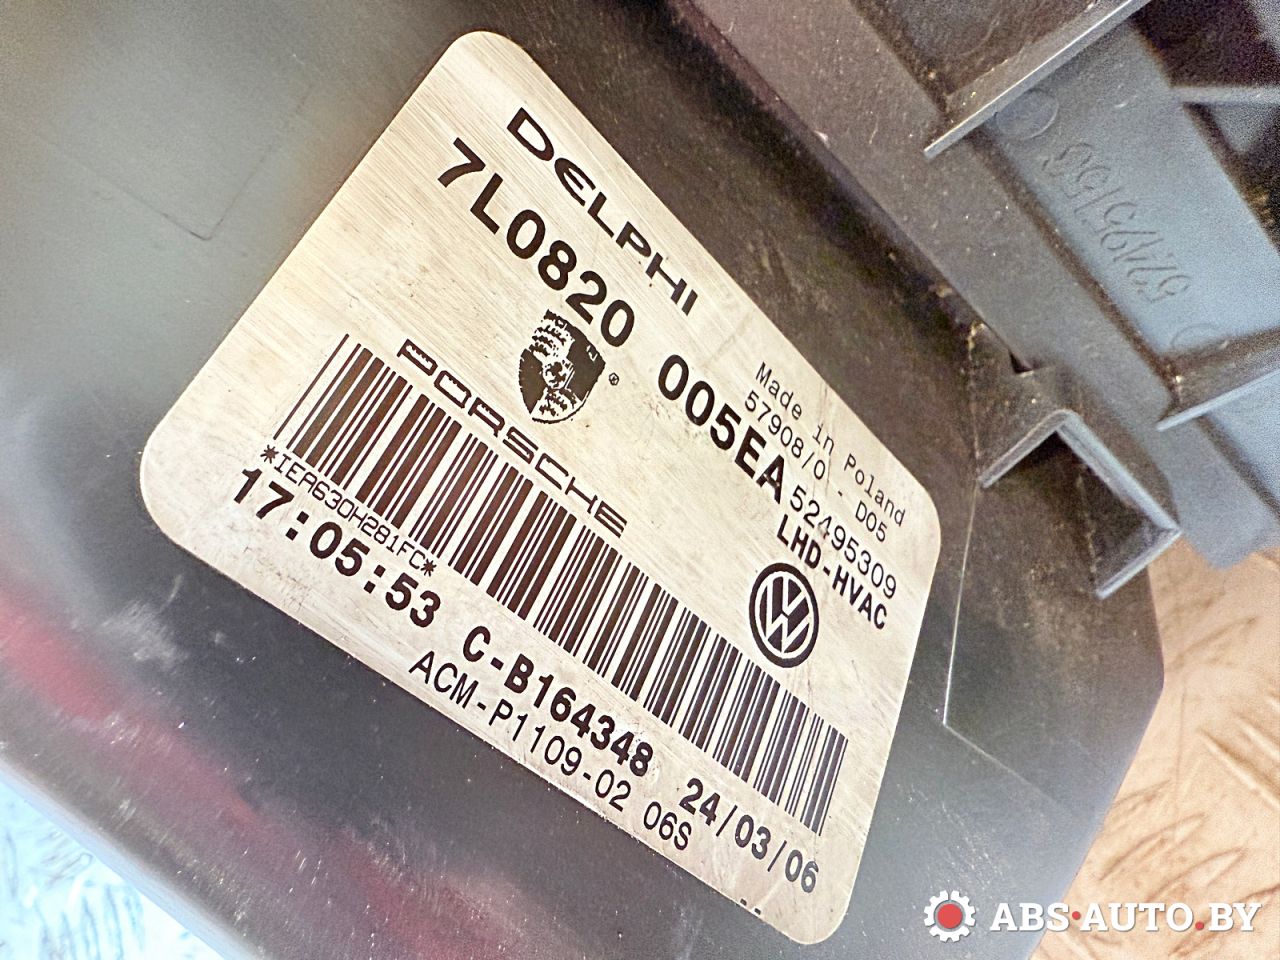 DELPHI
7L0820 005EA
Made in Poland
57908/0 - D05
52495309
LHD-HVAC
PORSCHE
®
*IEA630H281FC*
17:05:53 C-B164348 24/03/06
ACM-P1109-02 06S
ABS·AUTO.BY